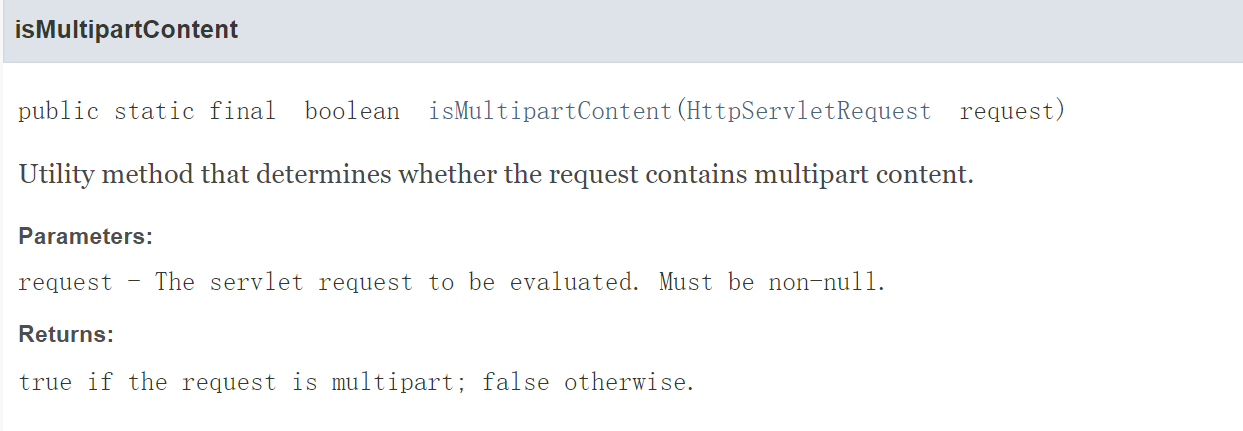 isMultipartContent
public static final boolean isMultipartContent(HttpServletRequest request)
Utility method that determines whether the request contains multipart content.
Parameters:
request - The servlet request to be evaluated. Must be non-null.
Returns:
true if the request is multipart; false otherwise.